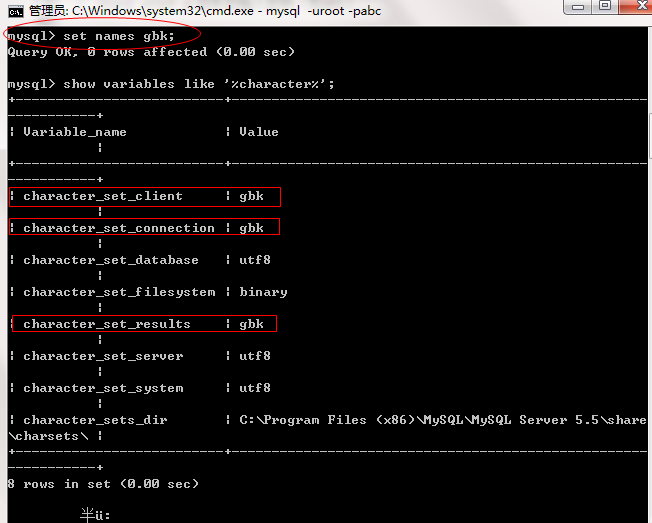 管理员: C:\Windows\system32\cmd.exe - mysql  -uroot -pabc
mysql> set names gbk;
Query OK, 0 rows affected (0.00 sec)
mysql> show variables like '%character%';
+--------------------------+----------------------------------------------------
-----------+
| Variable_name            | Value
           |
+--------------------------+----------------------------------------------------
-----------+
| character_set_client     | gbk
           |
| character_set_connection | gbk
           |
| character_set_database   | utf8
           |
| character_set_filesystem | binary
           |
| character_set_results    | gbk
           |
| character_set_server     | utf8
           |
| character_set_system     | utf8
           |
| character_sets_dir       | C:\Program Files (x86)\MySQL\MySQL Server 5.5\share
\charsets\ |
+--------------------------+----------------------------------------------------
-----------+
8 rows in set (0.00 sec)
半ü: